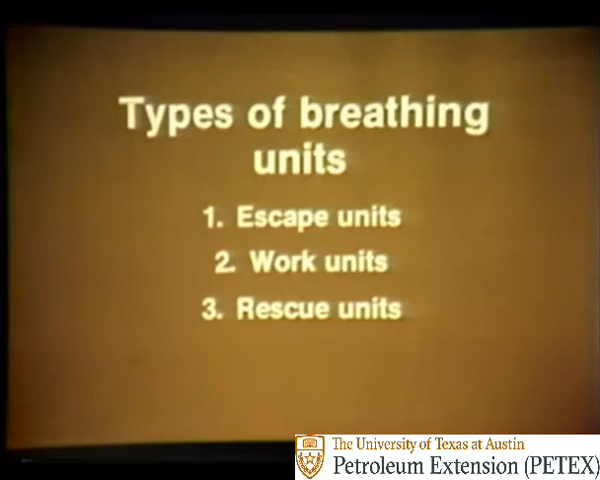 Types of breathing
units
1. Escape units
2. Work units
3. Rescue units
The University of Texas at Austin
Petroleum Extension (PETEX)